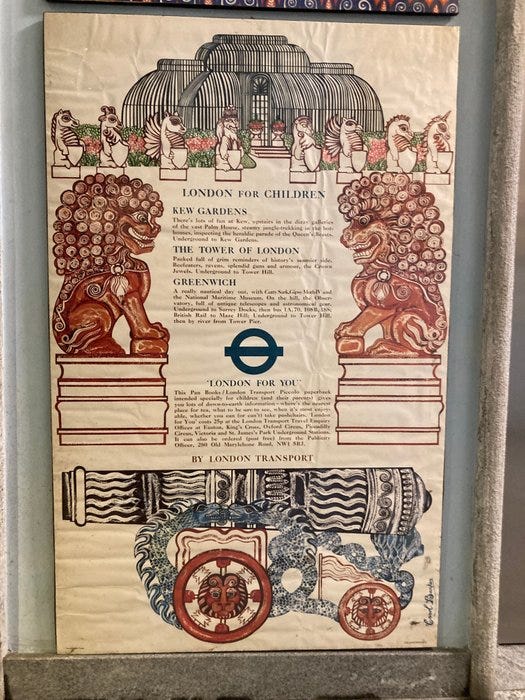 LONDON FOR CHILDREN
KEW GARDENS
There's lots of fun at Kew, upstairs in the dizzy galleries
of the vast Palm House, steamy jungle-trekking in the hot-
houses, inspecting the heraldic parade of the Queen's Beasts.
Underground to Kew Gardens.
THE TOWER OF LONDON
Packed full of grim reminders of history's nastier side.
Beefeaters, ravens, splendid guns and armour, the Crown
Jewels. Underground to Tower Hill.
GREENWICH
A really nautical day out, with Cutty Sark, Gipsy Moth IV and
the National Maritime Museum. On the hill, the Obser-
vatory, full of antique telescopes and astronomical gear.
Underground to Surrey Docks, then bus 1A, 70, 108B, 188;
British Rail to Maze Hill; Underground to Tower Hill,
then by river from Tower Pier.
'LONDON FOR YOU'
This Pan Books/London Transport Piccolo paperback
intended specially for children (and their parents) gives
you lots of down-to-earth information – where's the nearest
place for tea, what to be sure to see, when it's most enjoy-
able, whether you can or can't take pushchairs. 'London
for You' costs 25p at the London Transport Travel Enquiry
Offices at Euston, King's Cross, Oxford Circus, Piccadilly
Circus, Victoria and St. James's Park Underground Stations.
It can also be ordered (post free) from the Publicity
Officer, 280 Old Marylebone Road, NW1 5RJ.
BY LONDON TRANSPORT